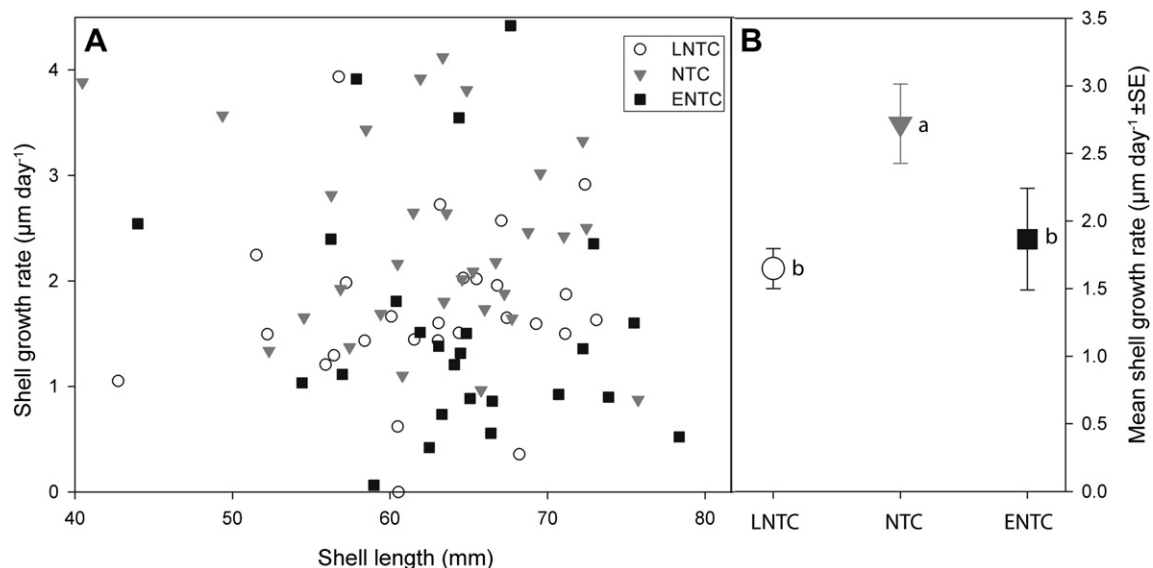 A
LNTC
NTC
ENTC
4
3
2
1
0
Shell growth rate (µm day⁻¹)
40
50
60
70
80
Shell length (mm)
B
a
b
b
3.5
3.0
2.5
2.0
1.5
1.0
0.5
0.0
Mean shell growth rate (µm day⁻¹ ±SE)
LNTC
NTC
ENTC